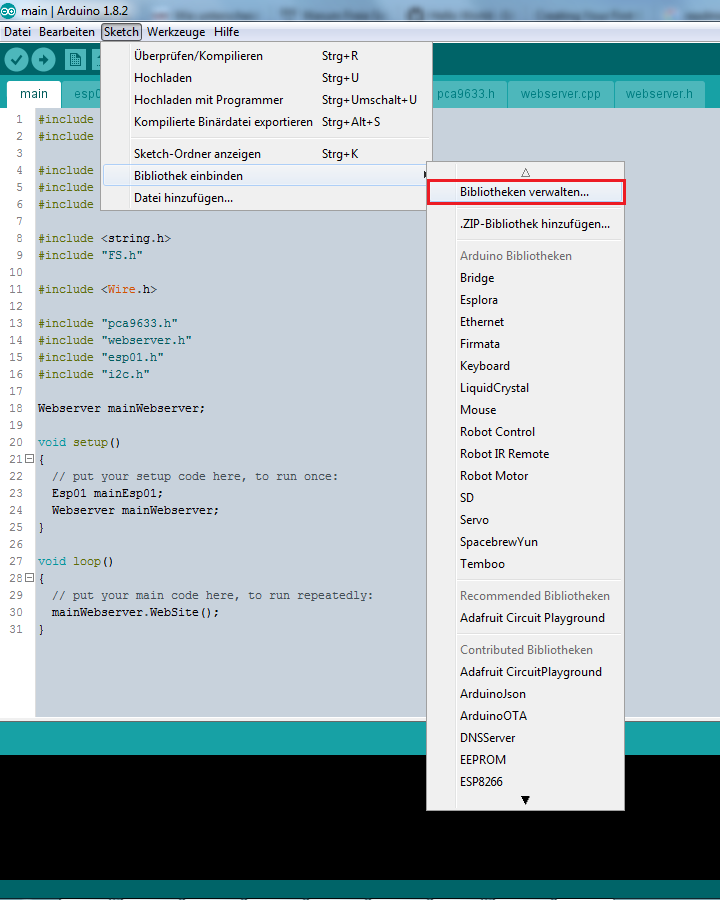 main | Arduino 1.8.2
Datei Bearbeiten Sketch Werkzeuge Hilfe
Überprüfen/Kompilieren Strg+R
Hochladen Strg+U
Hochladen mit Programmer Strg+Umschalt+U
Kompilierte Binärdatei exportieren Strg+Alt+S
Sketch-Ordner anzeigen Strg+K
Bibliothek einbinden
Datei hinzufügen...
main esp0 pca9633.h webserver.cpp webserver.h
Bibliotheken verwalten...
.ZIP-Bibliothek hinzufügen...
Arduino Bibliotheken
Bridge
Esplora
Ethernet
Firmata
Keyboard
LiquidCrystal
Mouse
Robot Control
Robot IR Remote
Robot Motor
SD
Servo
SpacebrewYun
Temboo
Recommended Bibliotheken
Adafruit Circuit Playground
Contributed Bibliotheken
Adafruit CircuitPlayground
ArduinoJson
ArduinoOTA
DNSServer
EEPROM
ESP8266
1 #include
2 #include
3
4 #include
5 #include
6 #include
7
8 #include <string.h>
9 #include "FS.h"
10
11 #include <Wire.h>
12
13 #include "pca9633.h"
14 #include "webserver.h"
15 #include "esp01.h"
16 #include "i2c.h"
17
18 Webserver mainWebserver;
19
20 void setup()
21 {
22 // put your setup code here, to run once:
23 Esp01 mainEsp01;
24 Webserver mainWebserver;
25 }
26
27 void loop()
28 {
29 // put your main code here, to run repeatedly:
30 mainWebserver.WebSite();
31 }